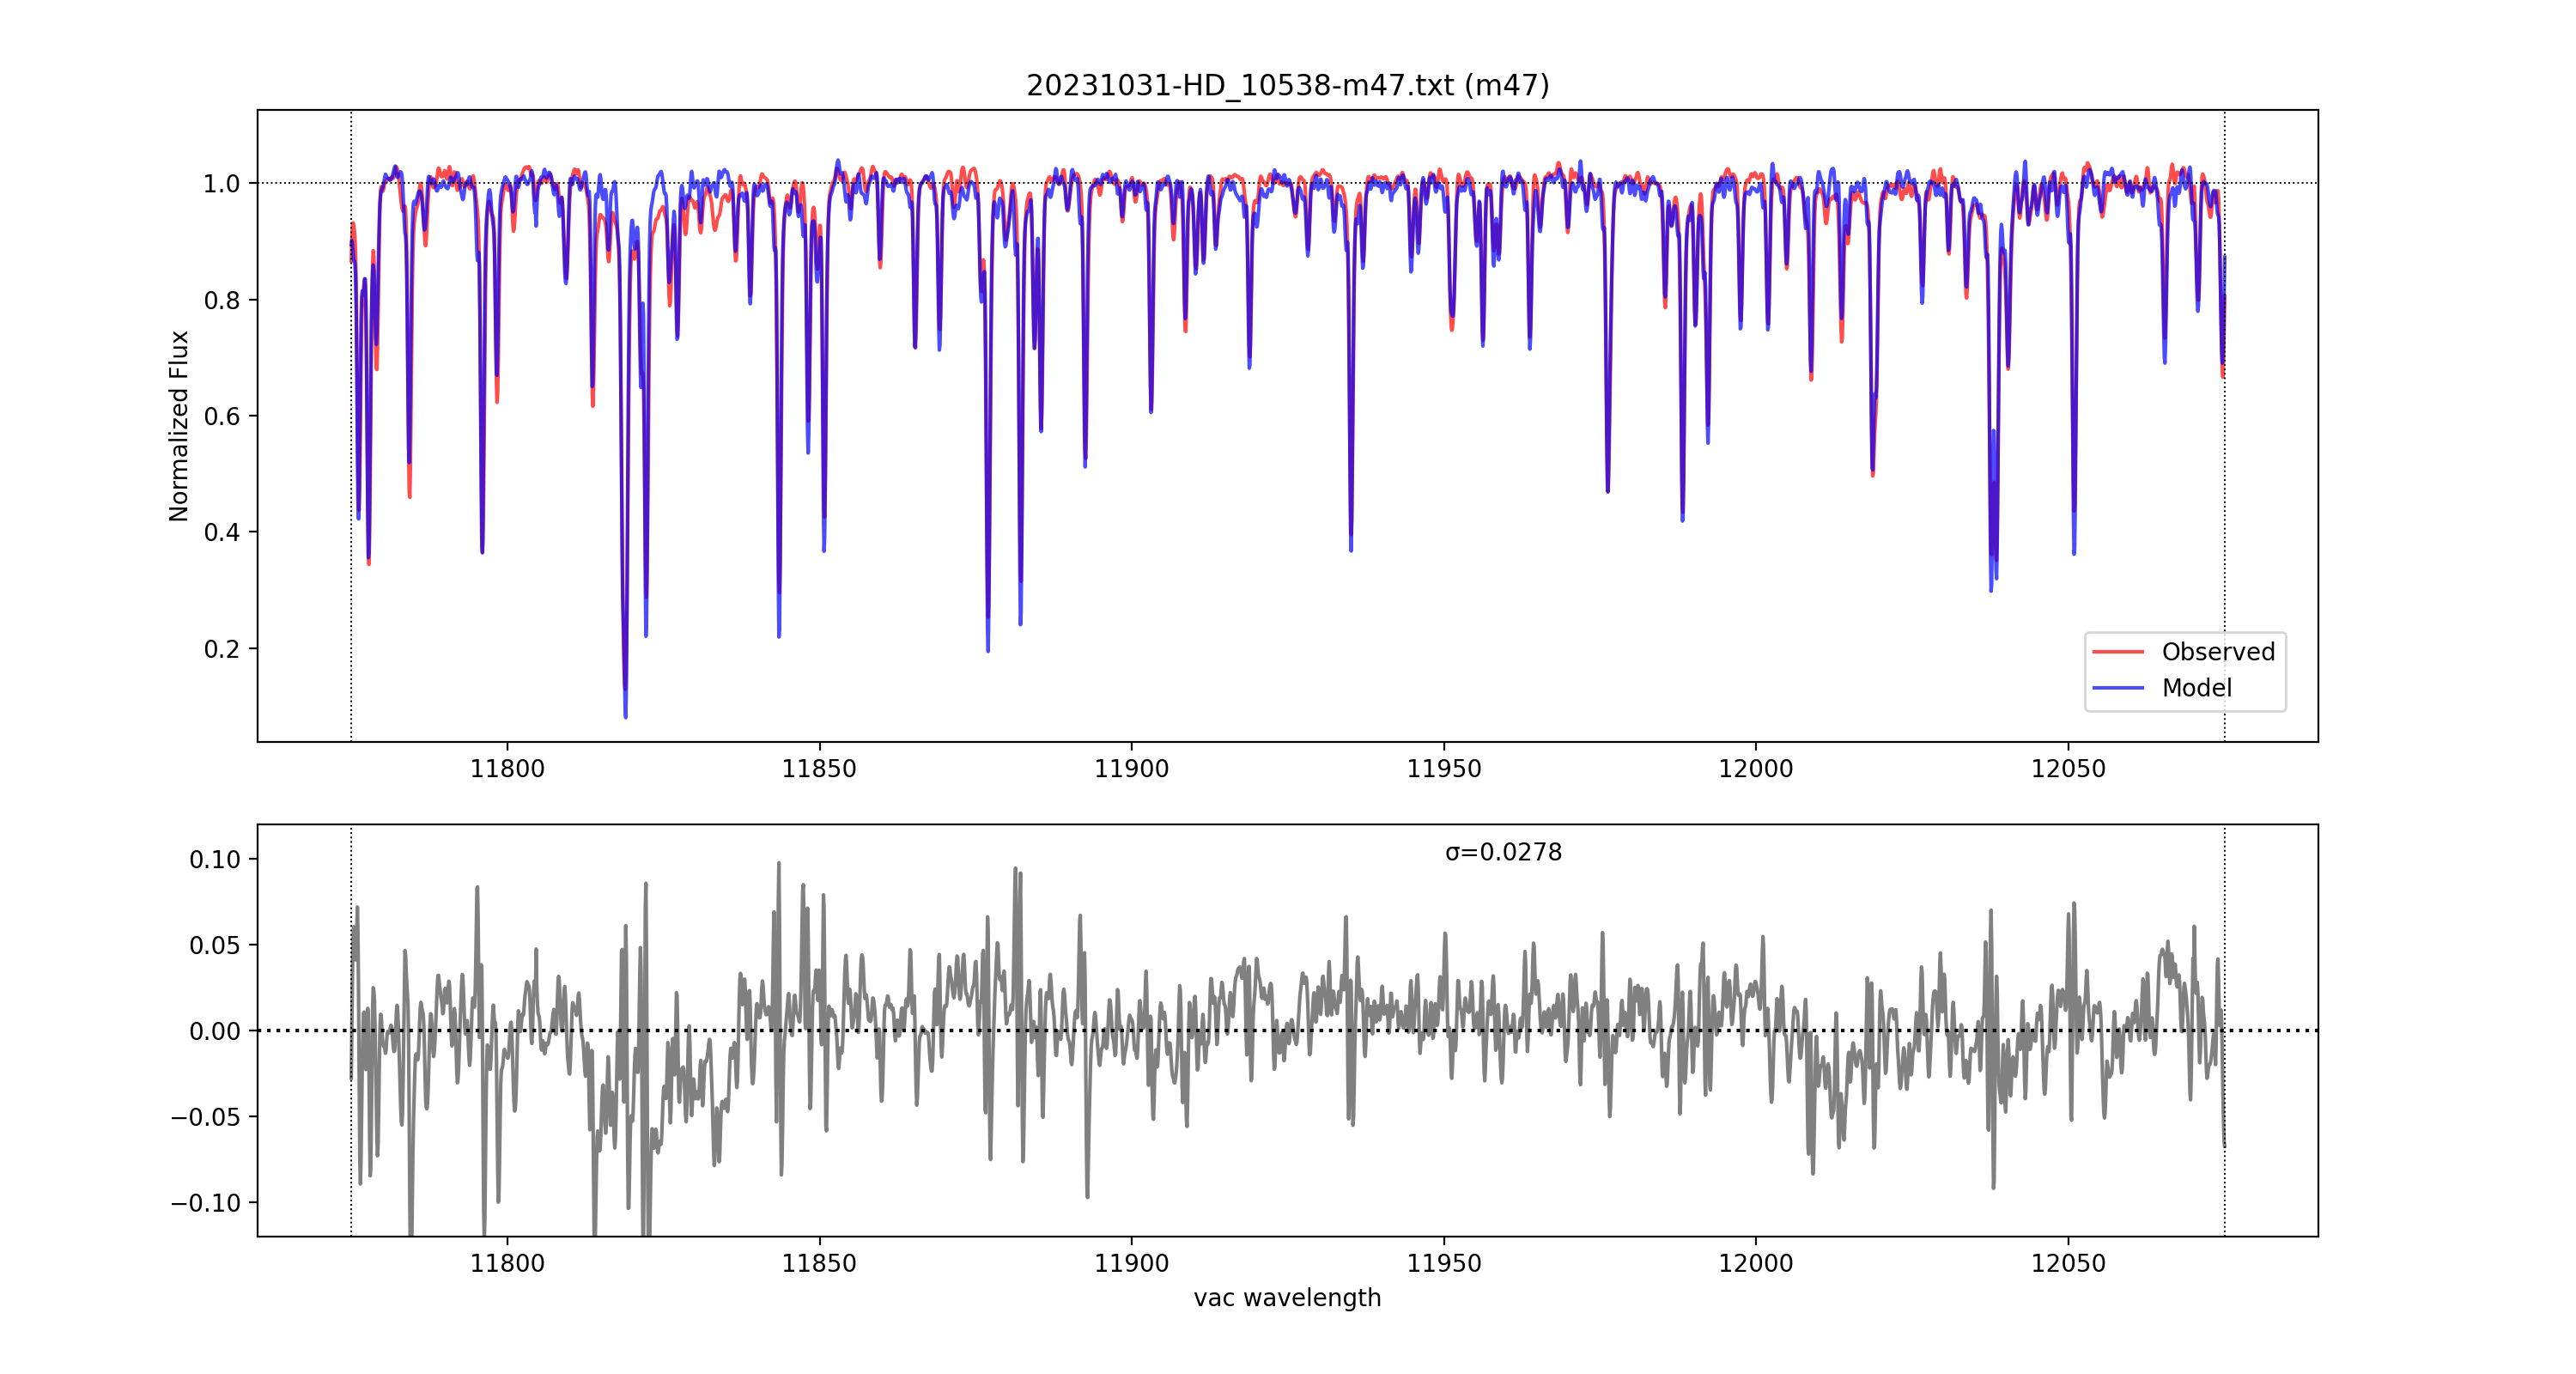 20231031-HD_10538-m47.txt (m47)
Normalized Flux
1.0
0.8
0.6
0.4
0.2
Observed
Model
11800 11850 11900 11950 12000 12050
σ=0.0278
0.10
0.05
0.00
−0.05
−0.10
11800 11850 11900 11950 12000 12050
vac wavelength